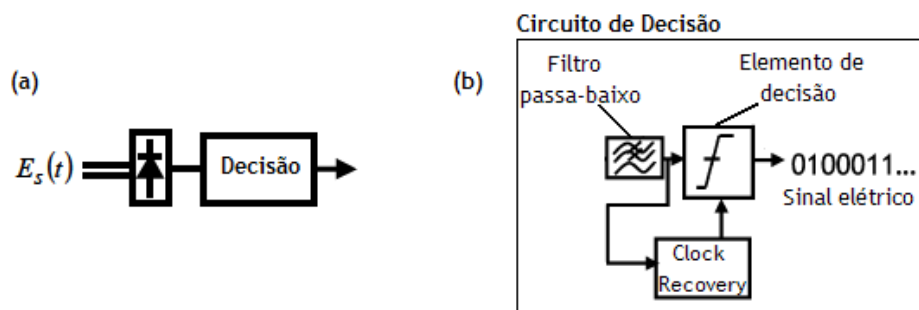 (a)
E_s(t)
Decisão
(b)
Circuito de Decisão
Filtro
passa-baixo
Elemento de
decisão
0100011...
Sinal elétrico
Clock
Recovery